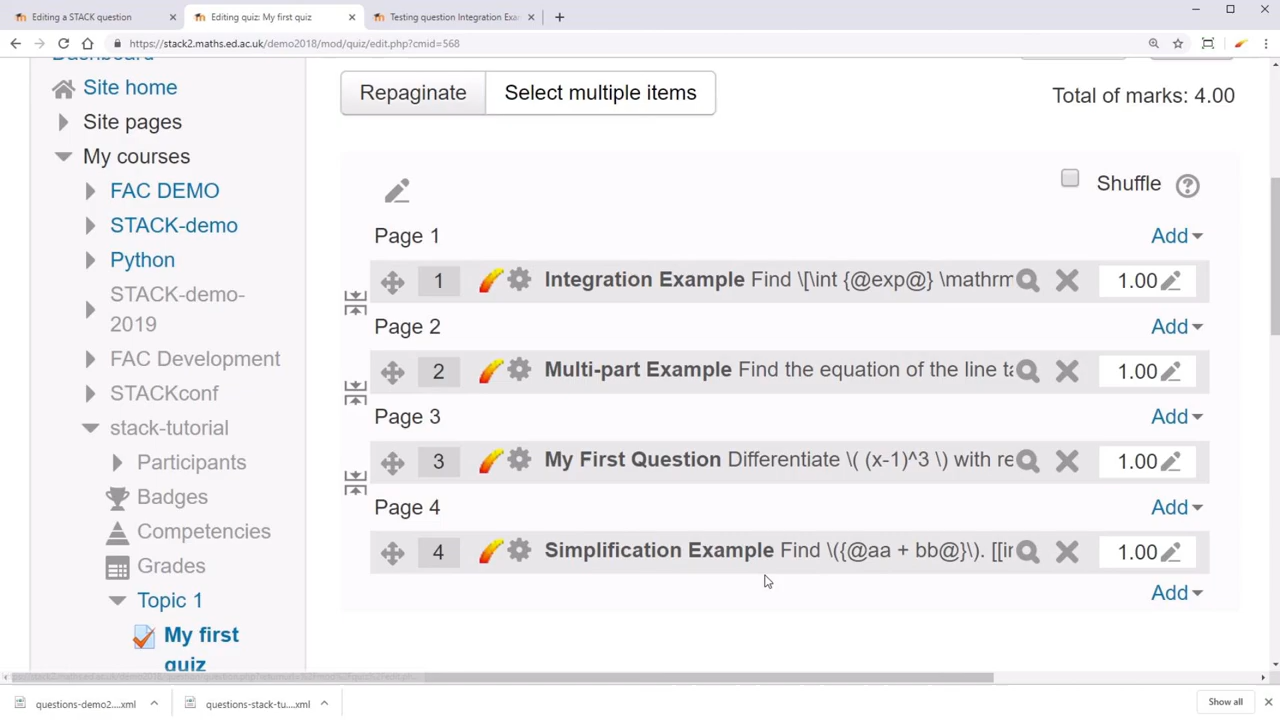 Editing a STACK question
Editing quiz: My first quiz
Testing question Integration Exa
https://stack2.maths.ed.ac.uk/demo2018/mod/quiz/edit.php?cmid=568
Dashboard
Site home
Site pages
My courses
FAC DEMO
STACK-demo
Python
STACK-demo-
2019
FAC Development
STACKconf
stack-tutorial
Participants
Badges
Competencies
Grades
Topic 1
My first
quiz
Repaginate
Select multiple items
Total of marks: 4.00
Shuffle
Page 1
Add
1 Integration Example Find \[\int {@exp@} \mathrm 1.00
Page 2
Add
2 Multi-part Example Find the equation of the line ta 1.00
Page 3
Add
3 My First Question Differentiate \( (x-1)^3 \) with re 1.00
Page 4
Add
4 Simplification Example Find \({@aa + bb@}\). [[in 1.00
Add
questions-demo2....xml
questions-stack-tu....xml
Show all